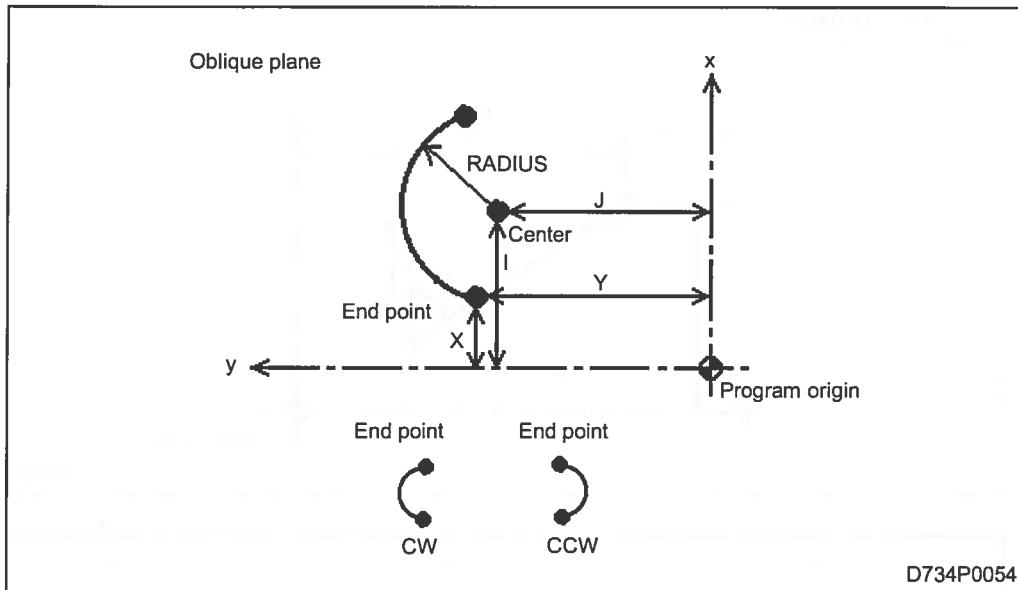 Oblique plane
x
RADIUS
J
Center
I
Y
End point
X
y
Program origin
End point
End point
CW
CCW
D734P0054